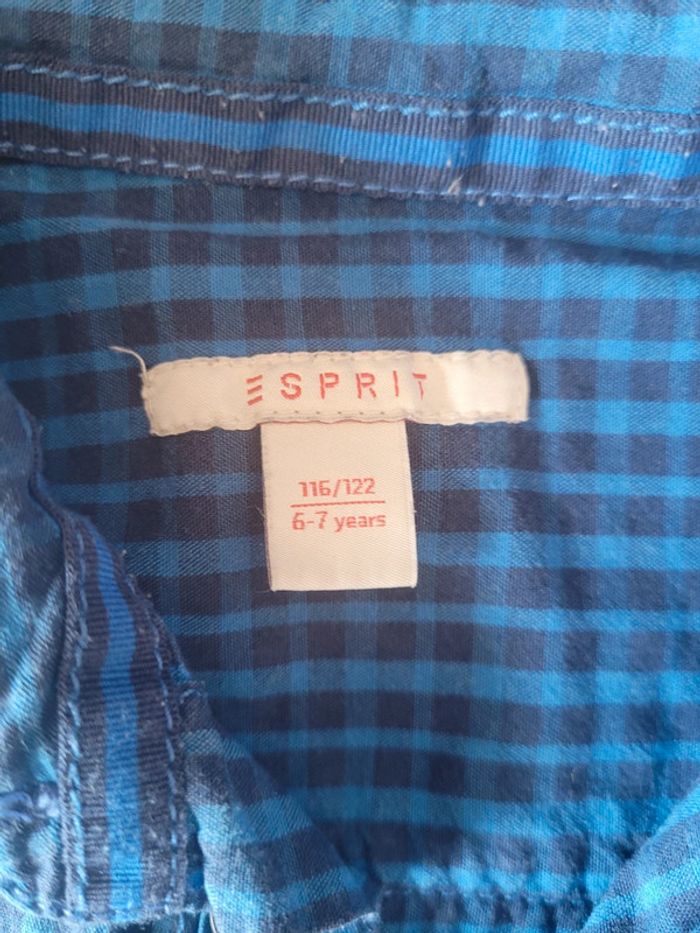 ESPRIT
116/122
6-7 years